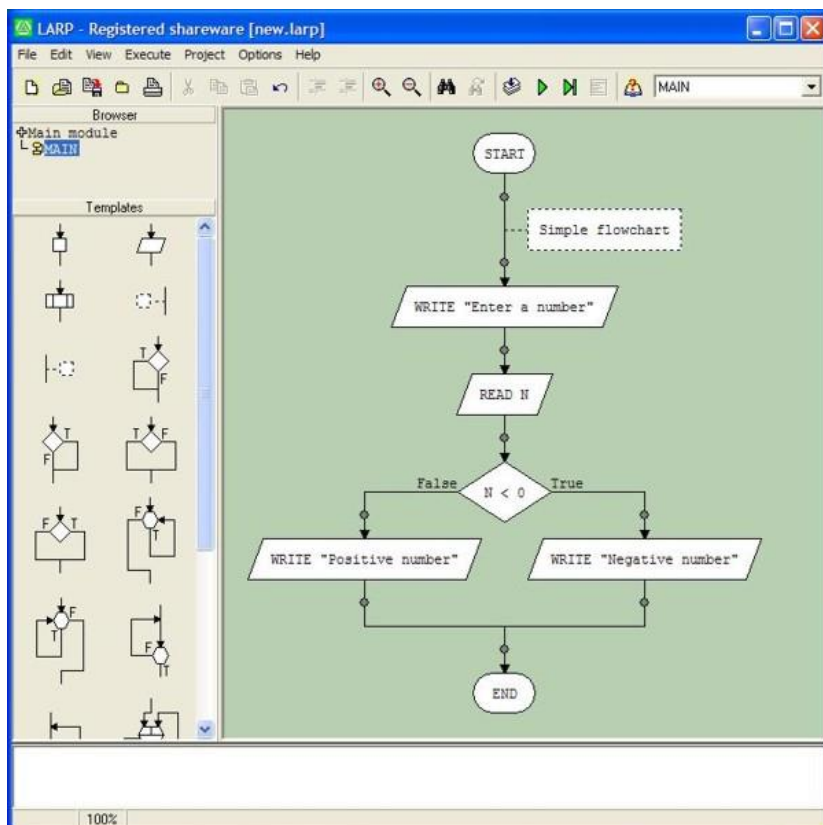 LARP - Registered shareware [new.larp]
File Edit View Execute Project Options Help
MAIN
Browser
Main module
MAIN
Templates
T
F
T
F
T F
F T
F
T
F
T
F
T
START
Simple flowchart
WRITE "Enter a number"
READ N
False True
N < 0
WRITE "Positive number" WRITE "Negative number"
END
100%